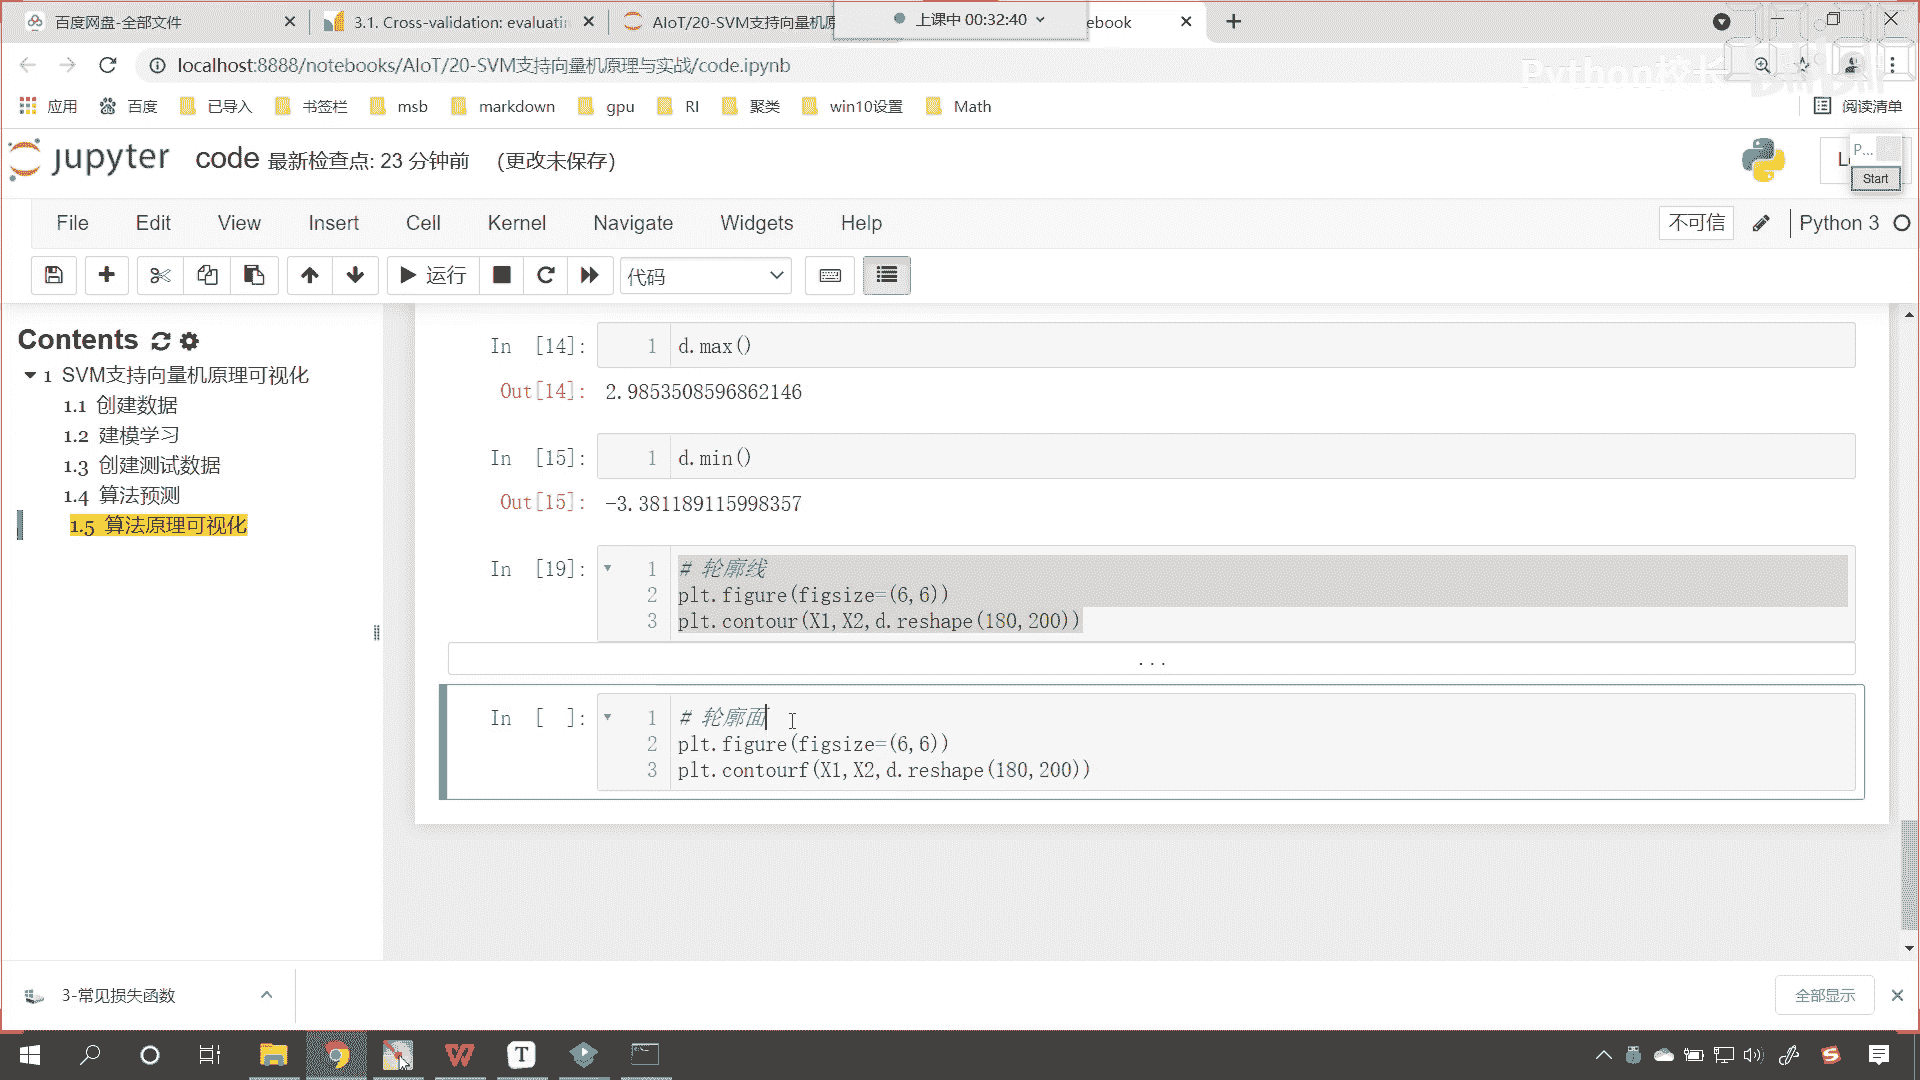 百度网盘-全部文件
3.1. Cross-validation: evaluatin
AIoT/20-SVM支持向量机原
上课中 00:32:40
ebook
localhost:8888/notebooks/AIoT/20-SVM支持向量机原理与实战/code.ipynb
Python校长
应用
百度
已导入
书签栏
msb
markdown
gpu
RI
聚类
win10设置
Math
阅读清单
jupyter code 最新检查点: 23 分钟前 (更改未保存)
P...
Start
File Edit View Insert Cell Kernel Navigate Widgets Help
不可信
Python 3
运行
代码
Contents
1 SVM支持向量机原理可视化
1.1 创建数据
1.2 建模学习
1.3 创建测试数据
1.4 算法预测
1.5 算法原理可视化
In [14]: 1 d.max()
Out[14]: 2.9853508596862146
In [15]: 1 d.min()
Out[15]: -3.381189115998357
In [19]: 1 # 轮廓线
2 plt.figure(figsize=(6,6))
3 plt.contour(X1,X2,d.reshape(180,200))
...
In [ ]: 1 # 轮廓面
2 plt.figure(figsize=(6,6))
3 plt.contourf(X1,X2,d.reshape(180,200))
3-常见损失函数
全部显示